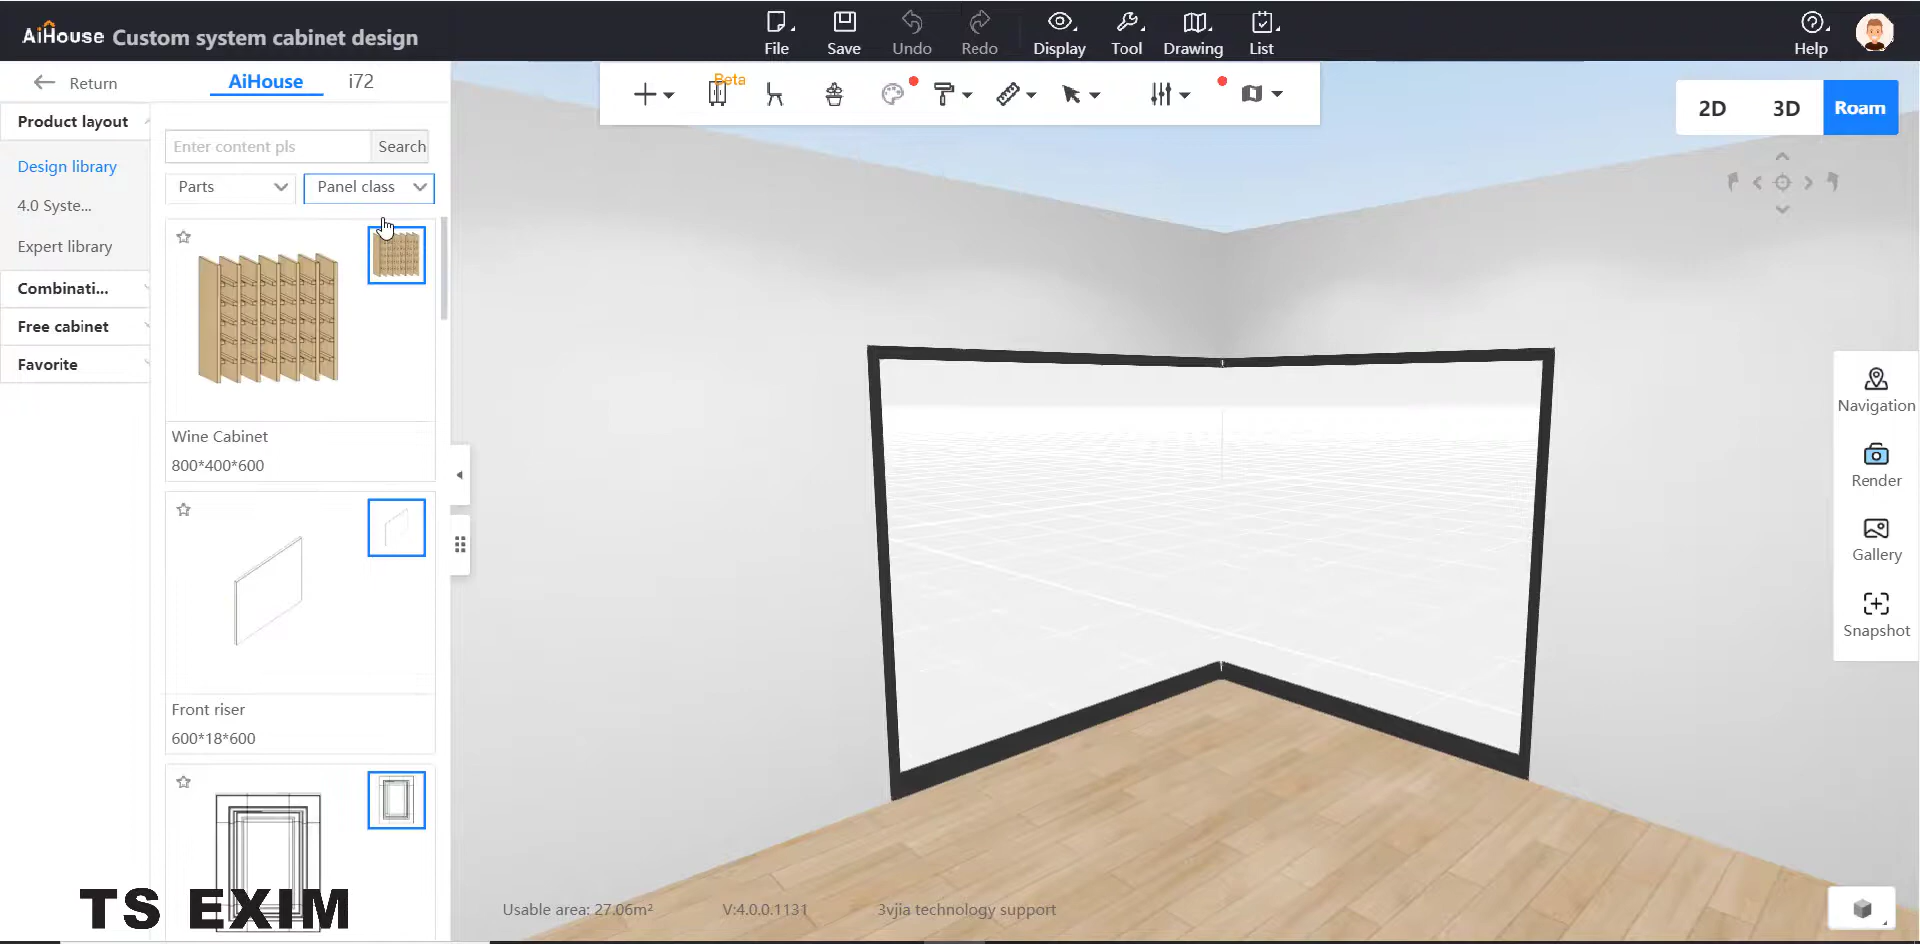 AiHouse Custom system cabinet design
File
Save
Undo
Redo
Display
Tool
Drawing
List
Help
Return
AiHouse
i72
Beta
2D
3D
Roam
Product layout
Design library
4.0 Syste...
Expert library
Combinati...
Free cabinet
Favorite
Enter content pls
Search
Parts
Panel class
Wine Cabinet
800*400*600
Front riser
600*18*600
Navigation
Render
Gallery
Snapshot
TS EXIM
Usable area: 27.06m²
V:4.0.0.1131
3vjia technology support